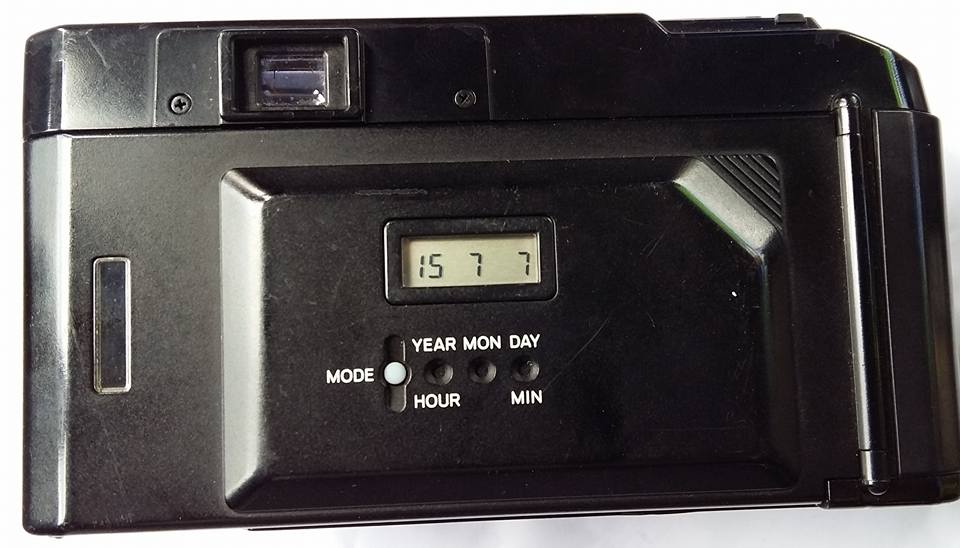 15 7 7
YEAR MON DAY
MODE
HOUR MIN